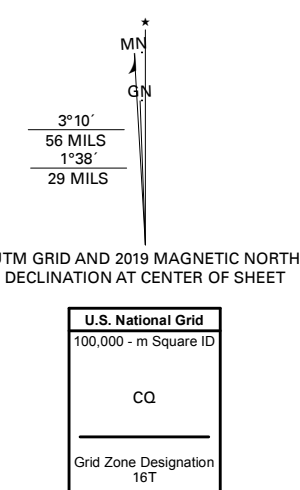 MN
GN
3°10´
56 MILS
1°38´
29 MILS
UTM GRID AND 2019 MAGNETIC NORTH
DECLINATION AT CENTER OF SHEET
U.S. National Grid
100,000 - m Square ID
CQ
Grid Zone Designation
16T